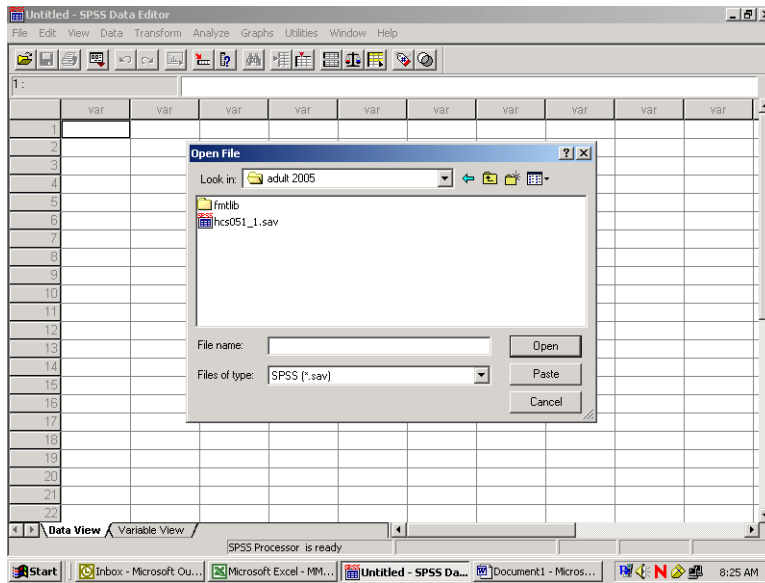 Untitled - SPSS Data Editor
File Edit View Data Transform Analyze Graphs Utilities Window Help
1 :
var var var var var var var var var var
1
2
3
4
5
6
7
8
9
10
11
12
13
14
15
16
17
18
19
20
21
22
Open File
Look in: adult 2005
fmtlib
hcs051_1.sav
File name: Open
Files of type: SPSS (*.sav) Paste
Cancel
Data View Variable View
SPSS Processor is ready
Start Inbox - Microsoft Ou... Microsoft Excel - MM... Untitled - SPSS Da... Document1 - Micros... N 8:25 AM